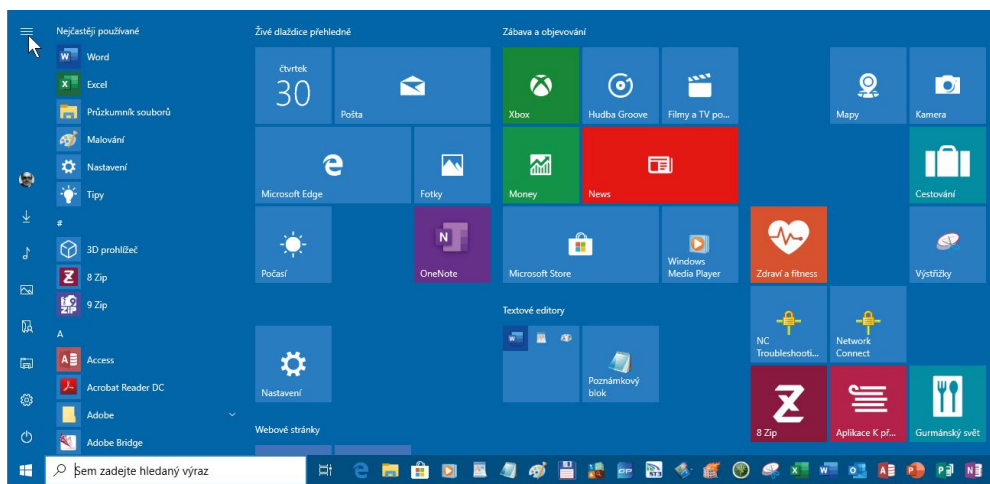 Nejčastěji používané
Word
Excel
Průzkumník souborů
Malování
Nastavení
Tipy
#
3D prohlížeč
8 Zip
9 Zip
A
Access
Acrobat Reader DC
Adobe
Adobe Bridge
Živé dlaždice přehledně
čtvrtek
30
Pošta
Microsoft Edge
Fotky
Počasí
OneNote
Nastavení
Webové stránky
Zábava a objevování
Xbox
Hudba Groove
Filmy a TV po...
Money
News
Microsoft Store
Windows
Media Player
Textové editory
Poznámkový
blok
Mapy
Kamera
Cestování
Zdraví a fitness
Výstřižky
NC
Troubleshooti...
Network
Connect
8 Zip
Aplikace K př...
Gurmánský svět
Sem zadejte hledaný výraz